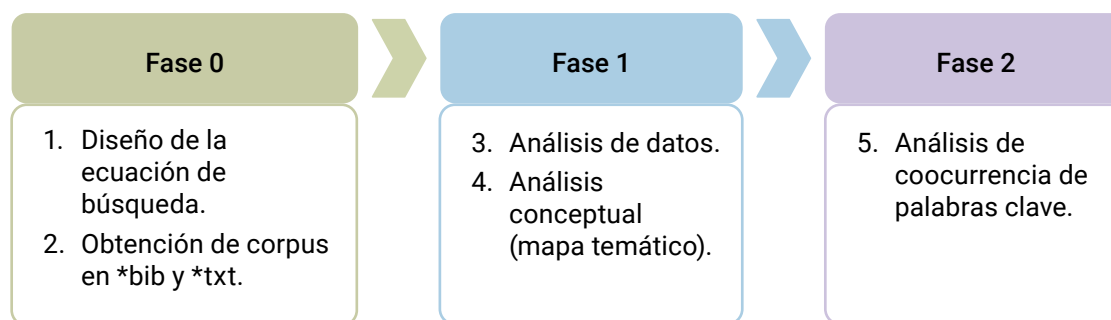 Fase 0
1. Diseño de la
ecuación de
búsqueda.
2. Obtención de corpus
en *bib y *txt.
Fase 1
3. Análisis de datos.
4. Análisis
conceptual
(mapa temático).
Fase 2
5. Análisis de
coocurrencia de
palabras clave.